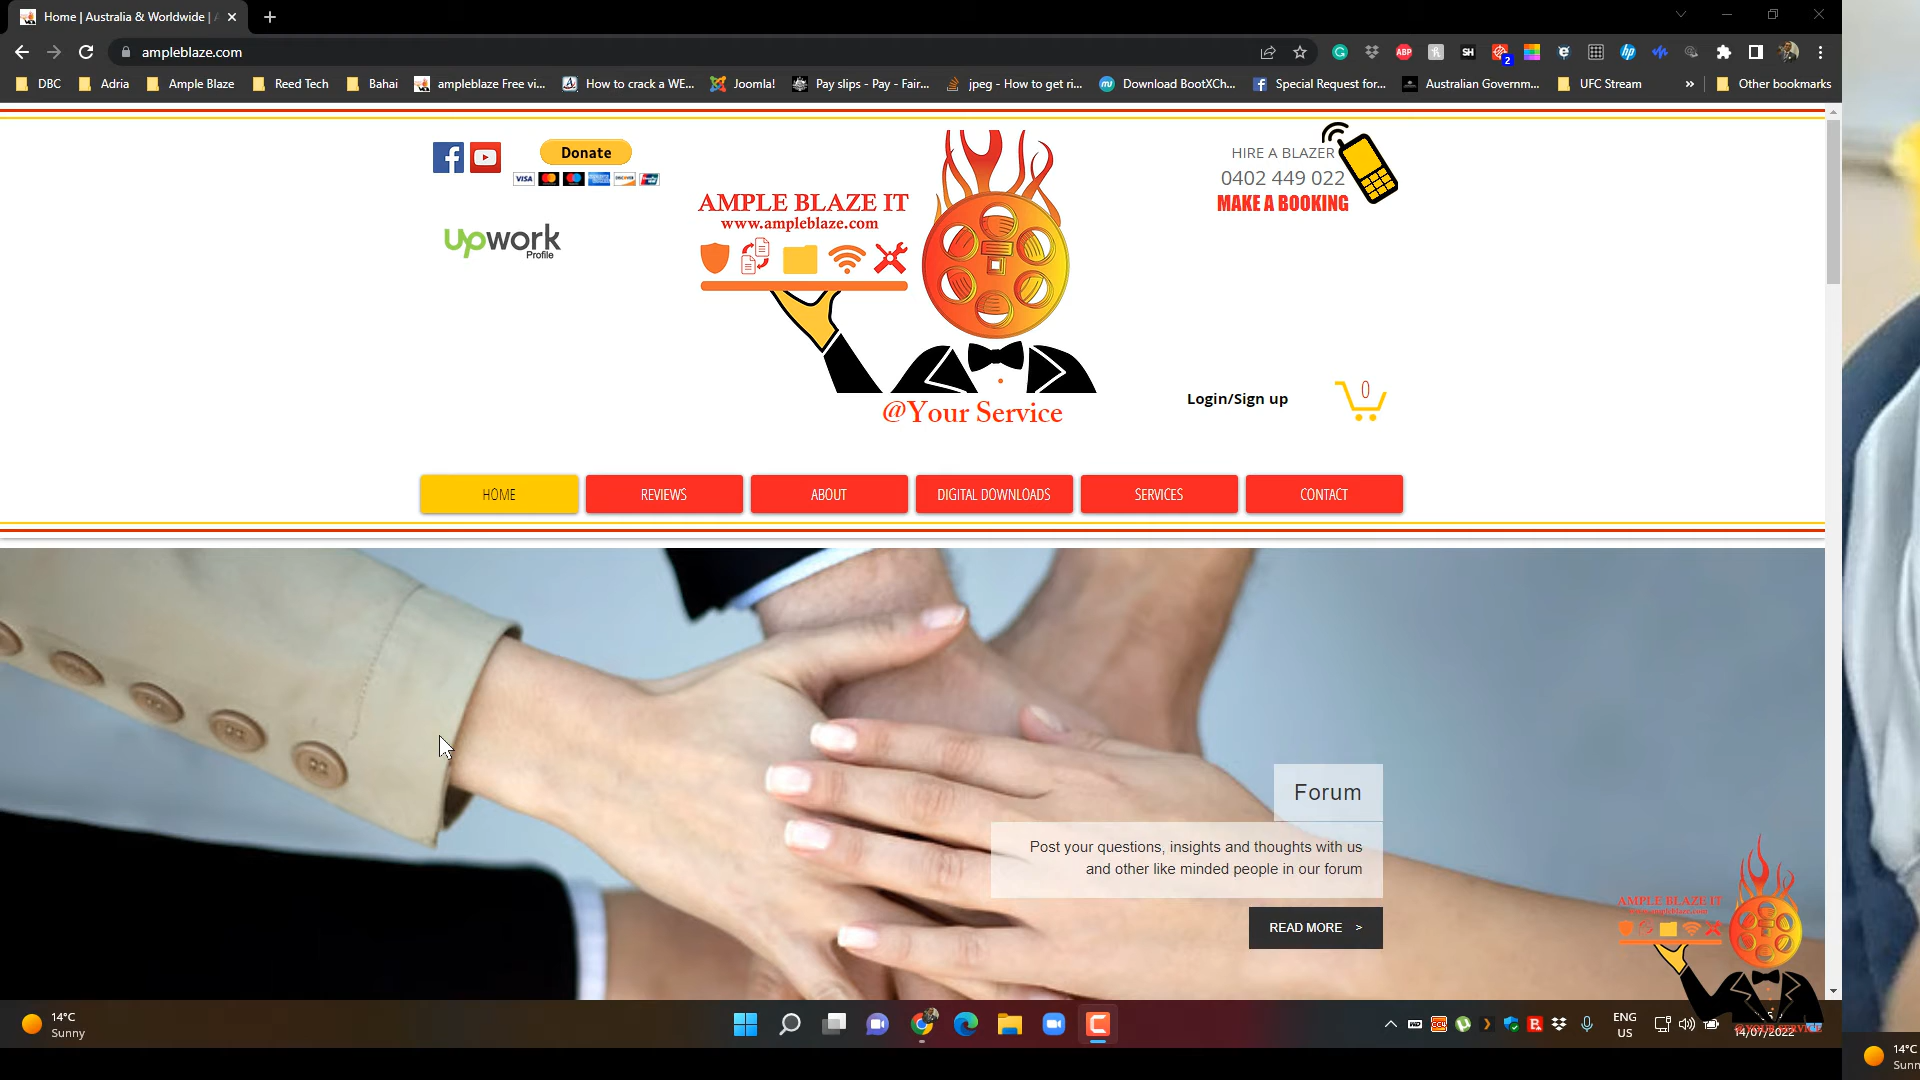 Home | Australia & Worldwide |
ampleblaze.com
DBC
Adria
Ample Blaze
Reed Tech
Bahai
ampleblaze Free vi...
How to crack a WE...
Joomla!
Pay slips - Pay - Fair...
jpeg - How to get ri...
Download BootXCh...
Special Request for...
Australian Governm...
UFC Stream
»
Other bookmarks
Donate
VISA
upwork
Profile
AMPLE BLAZE IT
www.ampleblaze.com
@Your Service
HIRE A BLAZER
0402 449 022
MAKE A BOOKING
Login/Sign up
0
HOME
REVIEWS
ABOUT
DIGITAL DOWNLOADS
SERVICES
CONTACT
Forum
Post your questions, insights and thoughts with us
and other like minded people in our forum
READ MORE >
AMPLE BLAZE IT
14°C
Sunny
ENG
US
14/07/2022
14°C
Sunn